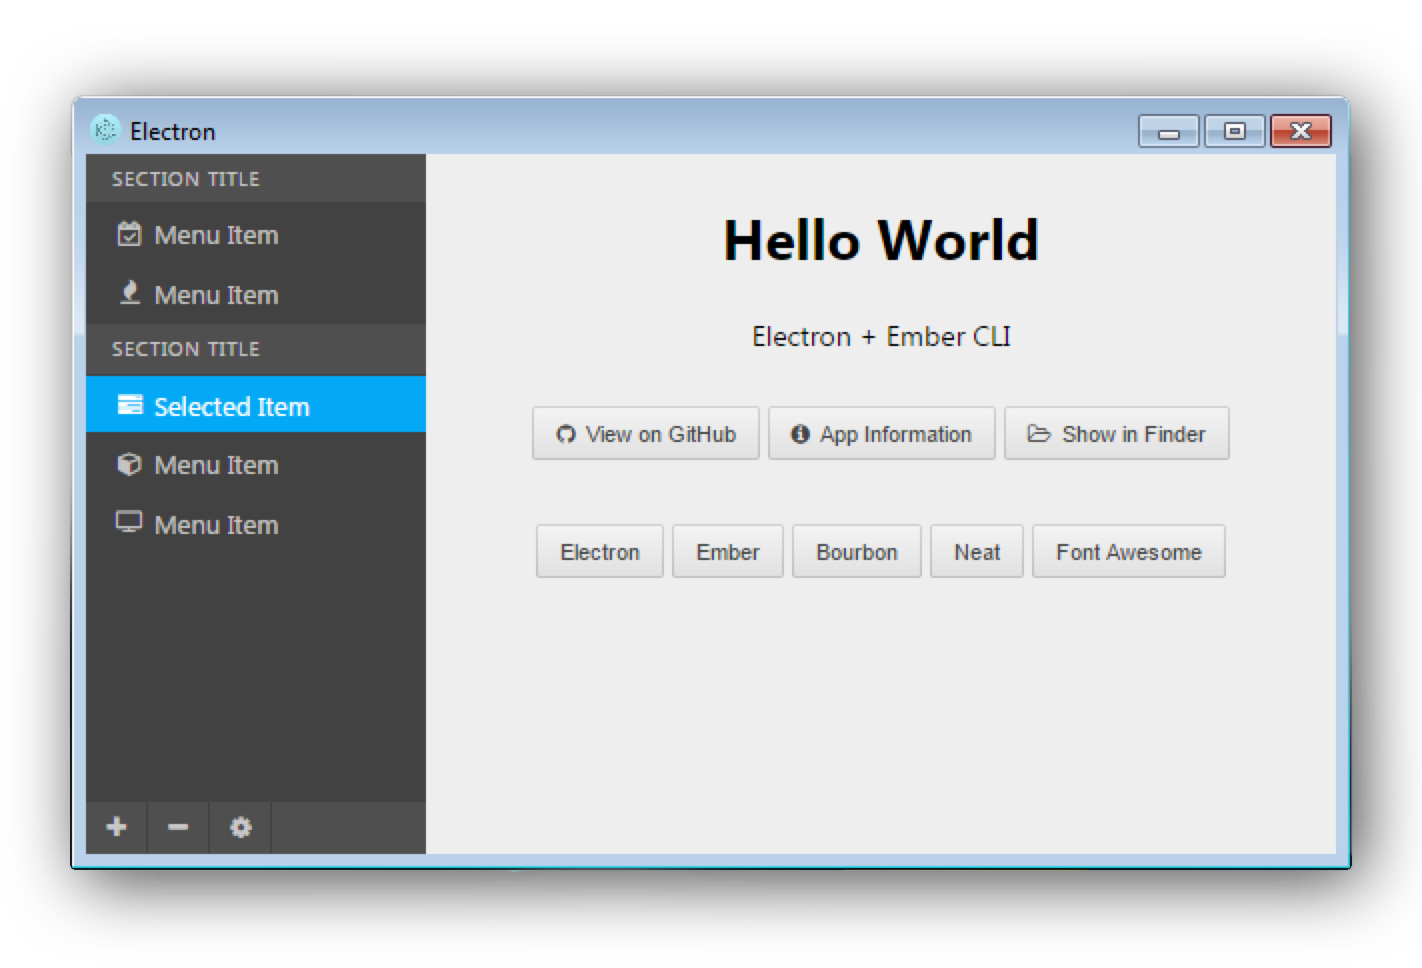 Electron
SECTION TITLE
Menu Item
Menu Item
SECTION TITLE
Selected Item
Menu Item
Menu Item
Hello World
Electron + Ember CLI
View on GitHub
App Information
Show in Finder
Electron
Ember
Bourbon
Neat
Font Awesome